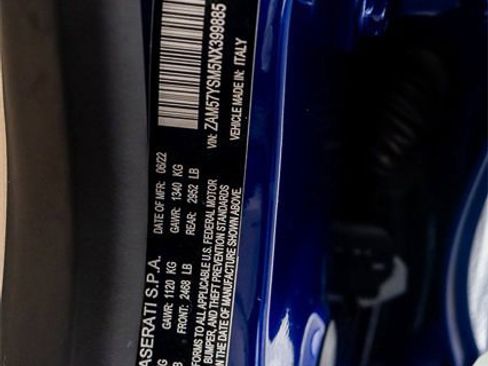 ASERATI S.P.A. DATE OF MFR: 06/22
G GAWR: 1120 KG GAWR: 1340 KG
B FRONT: 2468 LB REAR: 2952 LB
FORMS TO ALL APPLICABLE U.S. FEDERAL MOTOR
BUMPER, AND THEFT PREVENTION STANDARDS
N THE DATE OF MANUFACTURE SHOWN ABOVE.
VIN: ZAM57YSM5NX399885
VEHICLE MADE IN: ITALY